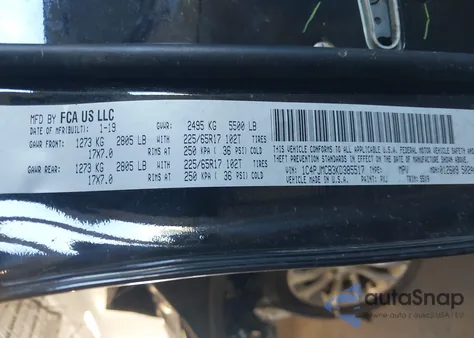 MFD BY FCA US LLC
DATE OF MFR(BUILT): 1-19 GVWR: 2495 KG 5500 LB
GAWR FRONT: 1273 KG 2805 LB WITH 225/65R17 102T TIRES
17X7.0 RIMS AT 250 KPA ( 36 PSI) COLD
GAWR REAR: 1273 KG 2805 LB WITH 225/65R17 102T TIRES
17X7.0 RIMS AT 250 KPA ( 36 PSI) COLD
THIS VEHICLE CONFORMS TO ALL APPLICABLE U.S.A. FEDERAL MOTOR VEHICLE SAFETY
THEFT PREVENTION STANDARDS IN EFFECT ON THE DATE OF MANUFACTURE SHOWN ABOVE.
VIN: TYPE: MPV
VEHICLE MADE IN U.S.A. PAINT: PXJ TRIM:
autoSnap